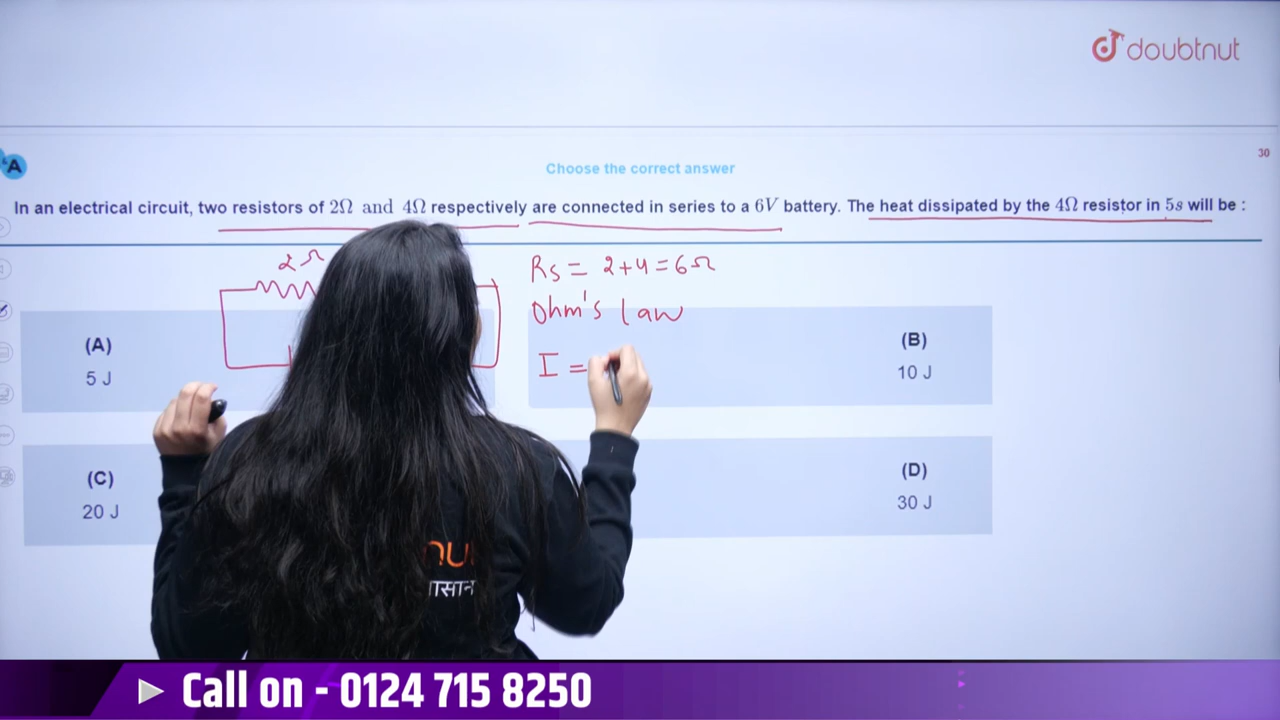 doubtnut
A
30
Choose the correct answer
In an electrical circuit, two resistors of 2Ω and 4Ω respectively are connected in series to a 6V battery. The heat dissipated by the 4Ω resistor in 5s will be :
2Ω
Rs = 2+4=6Ω
Ohm's law
I =
(A)
5 J
(B)
10 J
(C)
20 J
(D)
30 J
Call on - 0124 715 8250